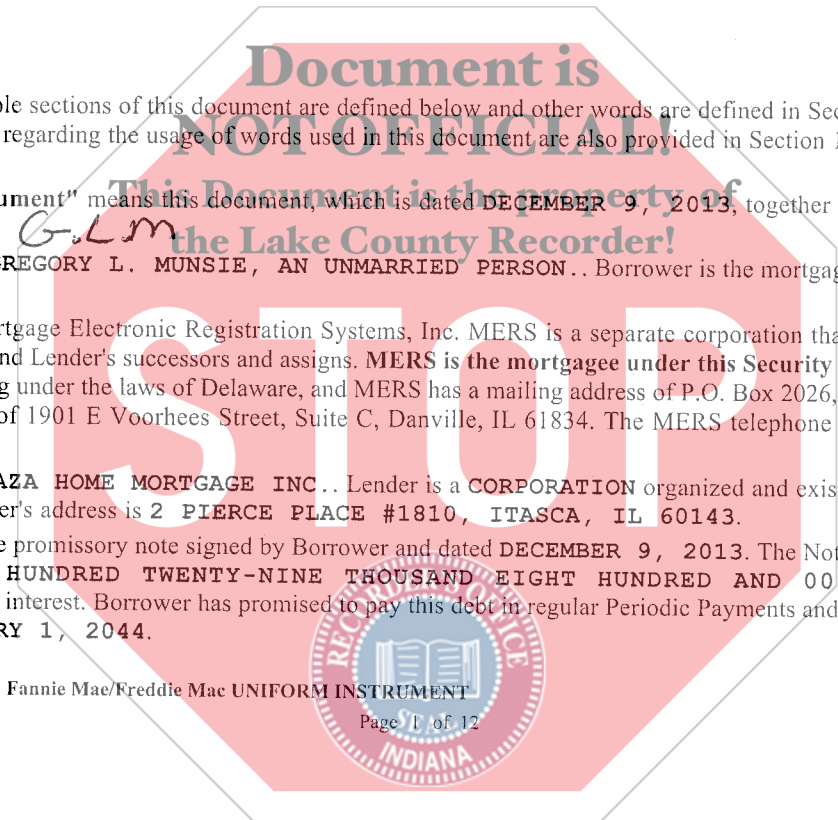 Document is
ole sections of this document are defined below and other words are defined in Sec
NOT OFFICIAL!
regarding the usage of words used in this document are also provided in Section
This Document is the property of
ument" means this document, which is dated DECEMBER 9, 2013, together
G.L.M
the Lake County Recorder!
GREGORY L. MUNSIE, AN UNMARRIED PERSON.. Borrower is the mortgag
STOP
rtgage Electronic Registration Systems, Inc. MERS is a separate corporation tha
nd Lender's successors and assigns. MERS is the mortgagee under this Security
g under the laws of Delaware, and MERS has a mailing address of P.O. Box 2026,
of 1901 E Voorhees Street, Suite C, Danville, IL 61834. The MERS telephone
AZA HOME MORTGAGE INC.. Lender is a CORPORATION organized and exis
er's address is 2 PIERCE PLACE #1810, ITASCA, IL 60143.
e promissory note signed by Borrower and dated DECEMBER 9, 2013. The Not
HUNDRED TWENTY-NINE THOUSAND EIGHT HUNDRED AND 00
interest. Borrower has promised to pay this debt in regular Periodic Payments and
RY 1, 2044.
RECORDER'S OFFICE
Fannie Mae/Freddie Mac UNIFORM INSTRUMENT
SEAL
Page 1 of 12
INDIANA